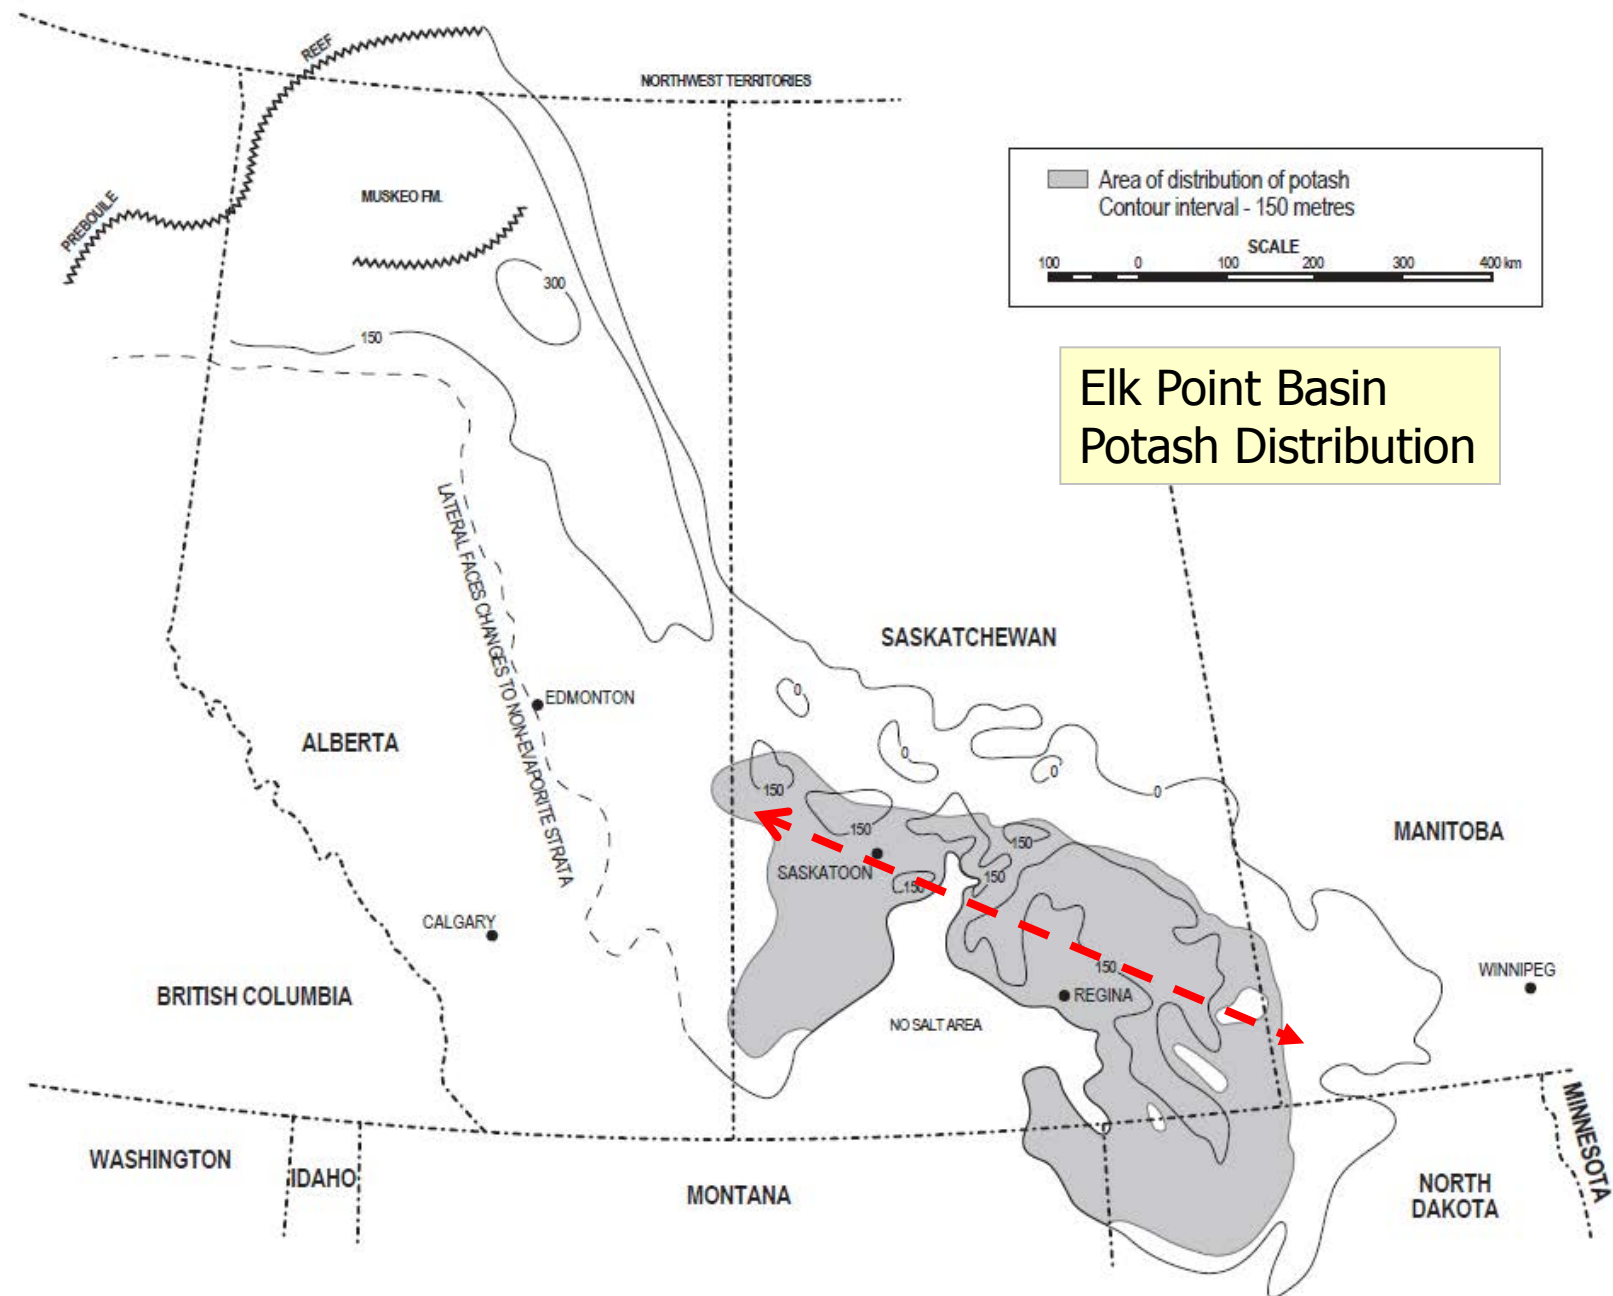 REEF
NORTHWEST TERRITORIES
PREBOUILE
MUSKEO FM.
Area of distribution of potash
Contour interval - 150 metres
SCALE
100 0 100 200 300 400 km
300
150
Elk Point Basin
Potash Distribution
LATERAL FACES CHANGES TO NON-EVAPORITE STRATA
SASKATCHEWAN
EDMONTON
0
ALBERTA
0
0
150
0
150
MANITOBA
150
SASKATOON
150
150
CALGARY
150
WINNIPEG
BRITISH COLUMBIA
REGINA
NO SALT AREA
MINNESOTA
WASHINGTON
IDAHO
MONTANA
NORTH
DAKOTA